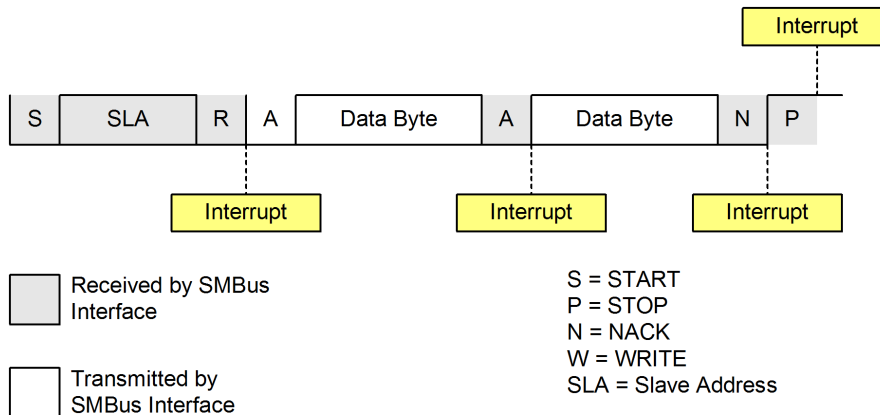 Interrupt
S SLA R A Data Byte A Data Byte N P
Interrupt Interrupt Interrupt
Received by SMBus
Interface
Transmitted by
SMBus Interface
S = START
P = STOP
N = NACK
W = WRITE
SLA = Slave Address